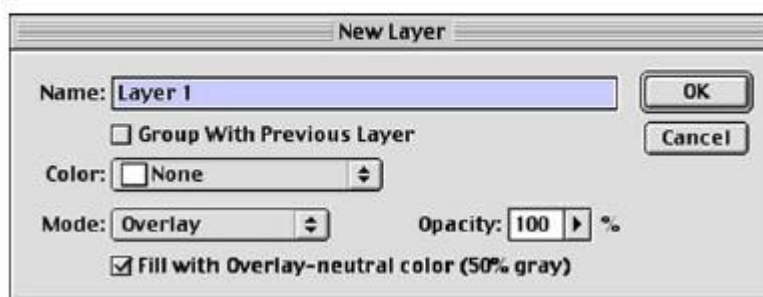 New Layer
Name: Layer 1 OK
Group With Previous Layer Cancel
Color: None
Mode: Overlay Opacity: 100 %
Fill with Overlay-neutral color (50% gray)